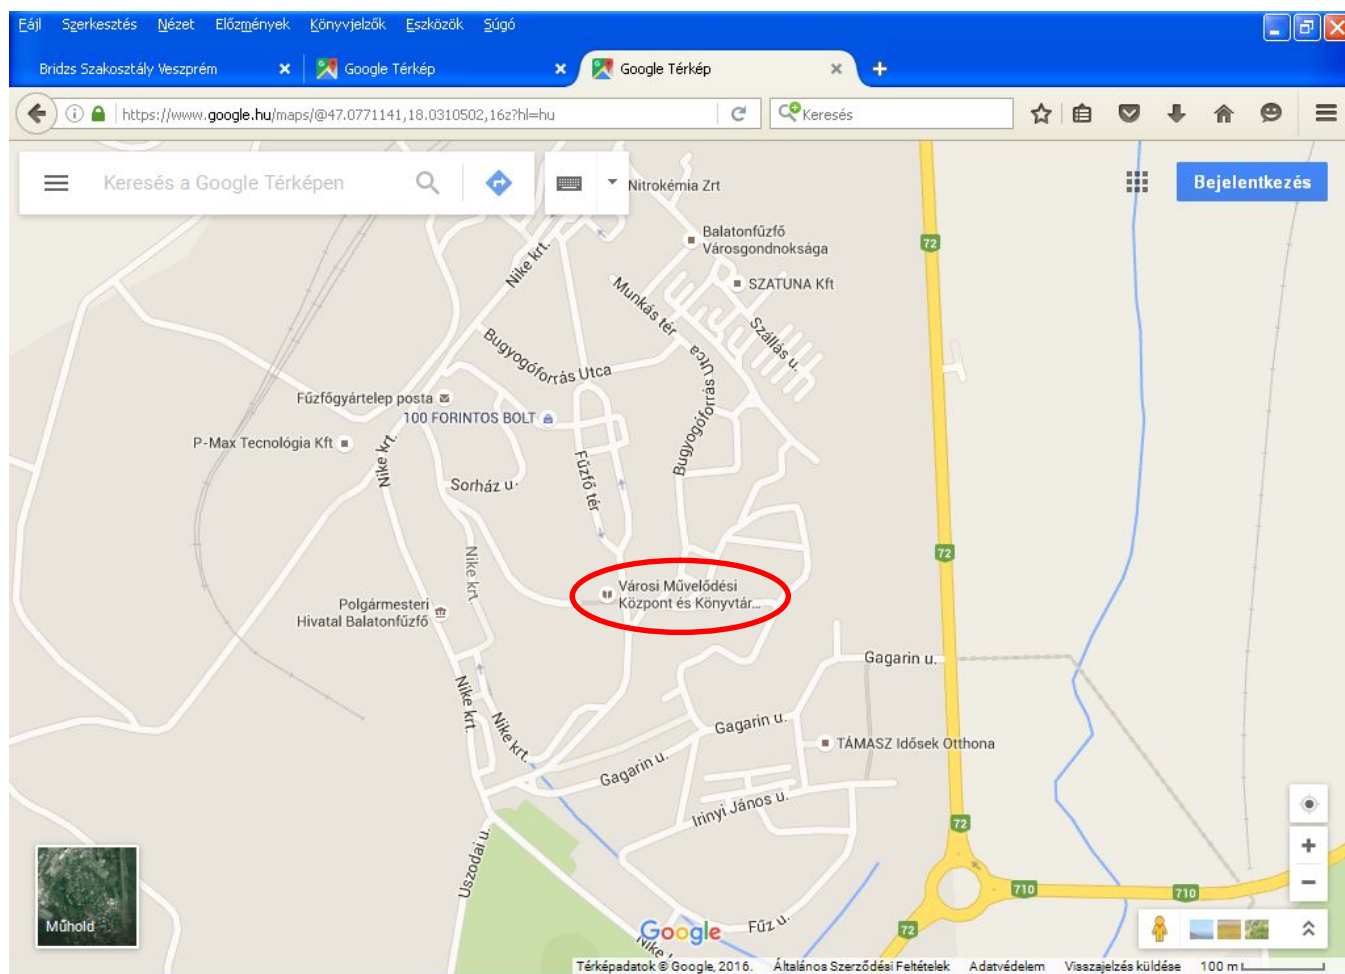 Fájl Szerkesztés Nézet Előzmények Könyvjelzők Eszközök Súgó
Bridzs Szakosztály Veszprém
Google Térkép
Google Térkép
https://www.google.hu/maps/@47.0771141,18.0310502,16z?hl=hu
Keresés
Keresés a Google Térképen
Bejelentkezés
Nitrokémia Zrt
Balatonfűzfő
Városgondnoksága
72
Nike krt.
SZATUNA Kft
Munkás tér
Szállás u.
Bugyogóforrás Utca
Bugyogóforrás Utca
Fűzfőgyártelep posta
100 FORINTOS BOLT
P-Max Tecnológia Kft
Nike krt.
Sorház u.
Fűzfő tér
72
Nike krt.
Városi Művelődési
Központ és Könyvtár...
Polgármesteri
Hivatal Balatonfűzfő
Gagarin u.
Nike krt.
Nike krt.
Gagarin u.
TÁMASZ Idősek Otthona
Gagarin u.
Irinyi János u.
72
Uszodai u.
710
710
Műhold
Google
Fűz u.
72
Nike
Térképadatok © Google, 2016. Általános Szerződési Feltételek Adatvédelem Visszajelzés küldése 100 m